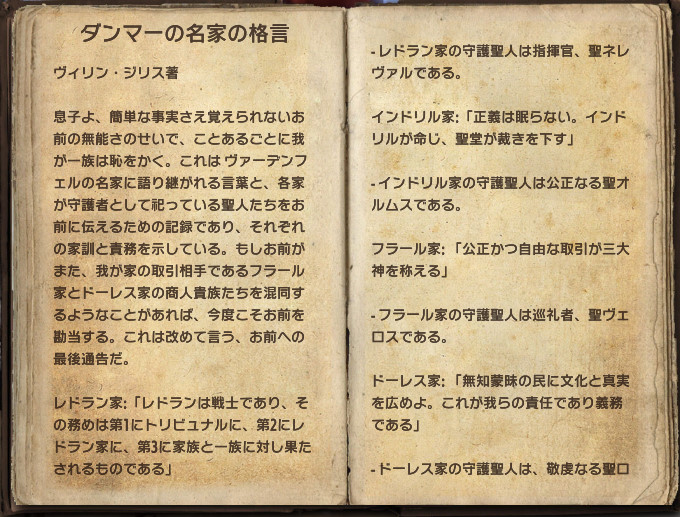 ダンマーの名家の格言
ヴィリン・ジリス著
息子よ、簡単な事実さえ覚えられないお
前の無能さのせいで、ことあるごとに我
が一族は恥をかく。これは ヴァーデンフ
ェルの名家に語り継がれる言葉と、各家
が守護者として祀っている聖人たちをお
前に伝えるための記録であり、それぞれ
の家訓と責務を示している。もしお前が
また、我が家の取引相手であるフラール
家とドーレス家の商人貴族たちを混同す
るようなことがあれば、今度こそお前を
勘当する。これは改めて言う、お前への
最後通告だ。
レドラン家:「レドランは戦士であり、そ
の務めは第1にトリビュナルに、第2にレ
ドラン家に、第3に家族と一族に対し果た
されるものである」
- レドラン家の守護聖人は指揮官、聖ネレ
ヴァルである。
インドリル家:「正義は眠らない。インド
リルが命じ、聖堂が裁きを下す」
- インドリル家の守護聖人は公正なる聖オ
ルムスである。
フラール家: 「公正かつ自由な取引が三大
神を称える」
- フラール家の守護聖人は巡礼者、聖ヴェ
ロスである。
ドーレス家: 「無知蒙昧の民に文化と真実
を広めよ。これが我らの責任であり義務
である」
- ドーレス家の守護聖人は、敬虔なる聖ロ